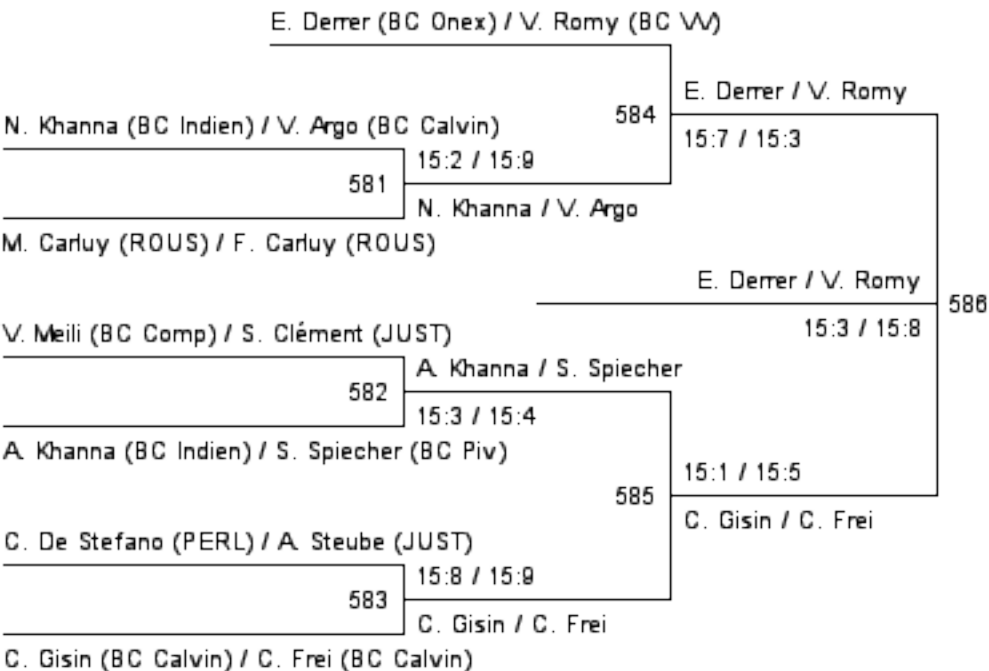 E. Derrer (BC Onex) / V. Romy (BC VV)
E. Derrer / V. Romy
584
15:7 / 15:3
N. Khanna (BC Indien) / V. Argo (BC Calvin)
15:2 / 15:9
581
N. Khanna / V. Argo
M. Carluy (ROUS) / F. Carluy (ROUS)
E. Derrer / V. Romy
586
15:3 / 15:8
V. Meili (BC Comp) / S. Clément (JUST)
A. Khanna / S. Spiecher
582
15:3 / 15:4
A. Khanna (BC Indien) / S. Spiecher (BC Piv)
15:1 / 15:5
585
C. Gisin / C. Frei
C. De Stefano (PERL) / A. Steube (JUST)
15:8 / 15:9
583
C. Gisin / C. Frei
C. Gisin (BC Calvin) / C. Frei (BC Calvin)